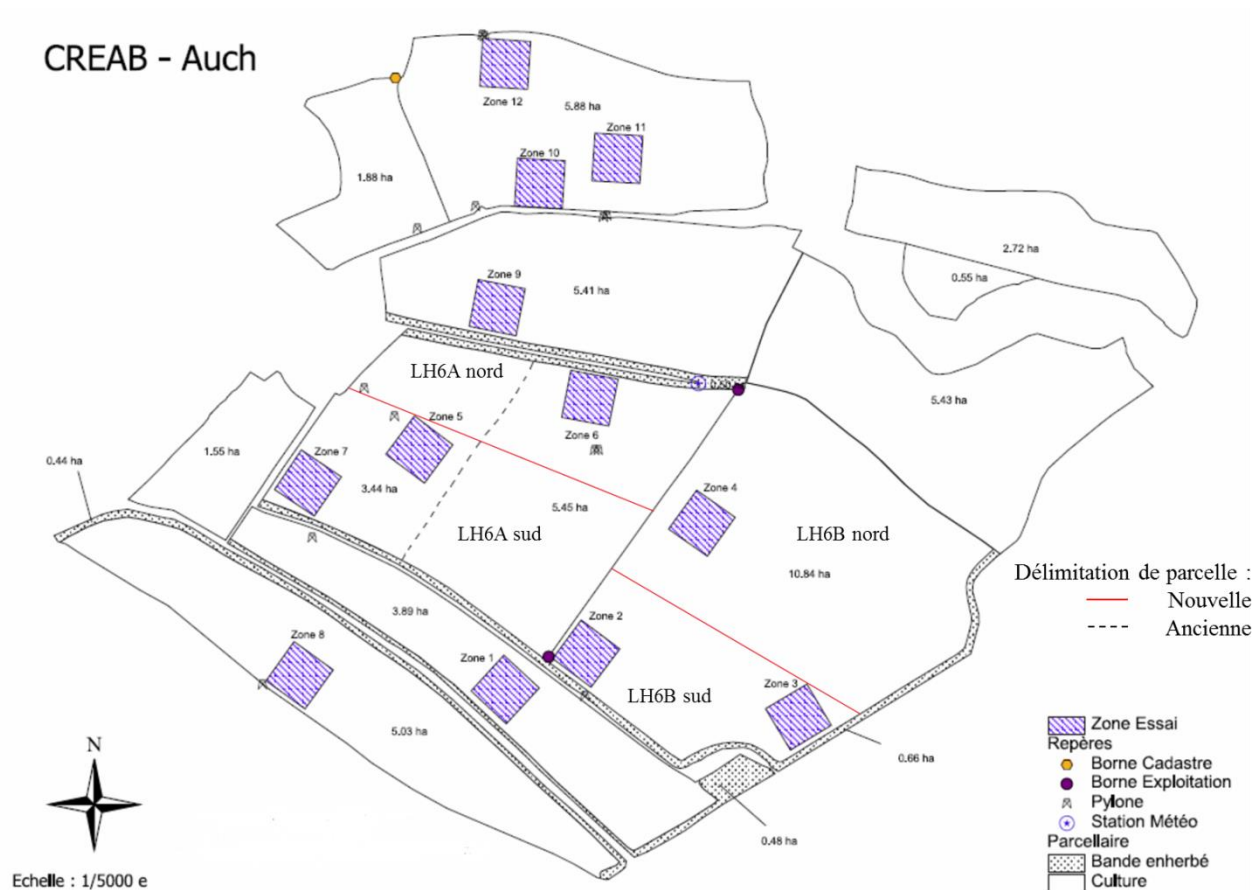 CREAB - Auch
Zone 12
5.88 ha
Zone 11
Zone 10
1.88 ha
2.72 ha
0.55 ha
Zone 9
5.41 ha
LH6A nord
5.43 ha
Zone 5
Zone 6
1.55 ha
0.44 ha
Zone 7
3.44 ha
5.45 ha
Zone 4
LH6A sud
LH6B nord
10.84 ha
Délimitation de parcelle :
Nouvelle
Ancienne
3.89 ha
Zone 2
Zone 8
Zone 1
Zone 3
LH6B sud
5.03 ha
0.66 ha
0.48 ha
N
Zone Essai
Repères
Borne Cadastre
Borne Exploitation
Pylone
Station Météo
Parcellaire
Bande enherbé
Culture
Echelle : 1/5000 e